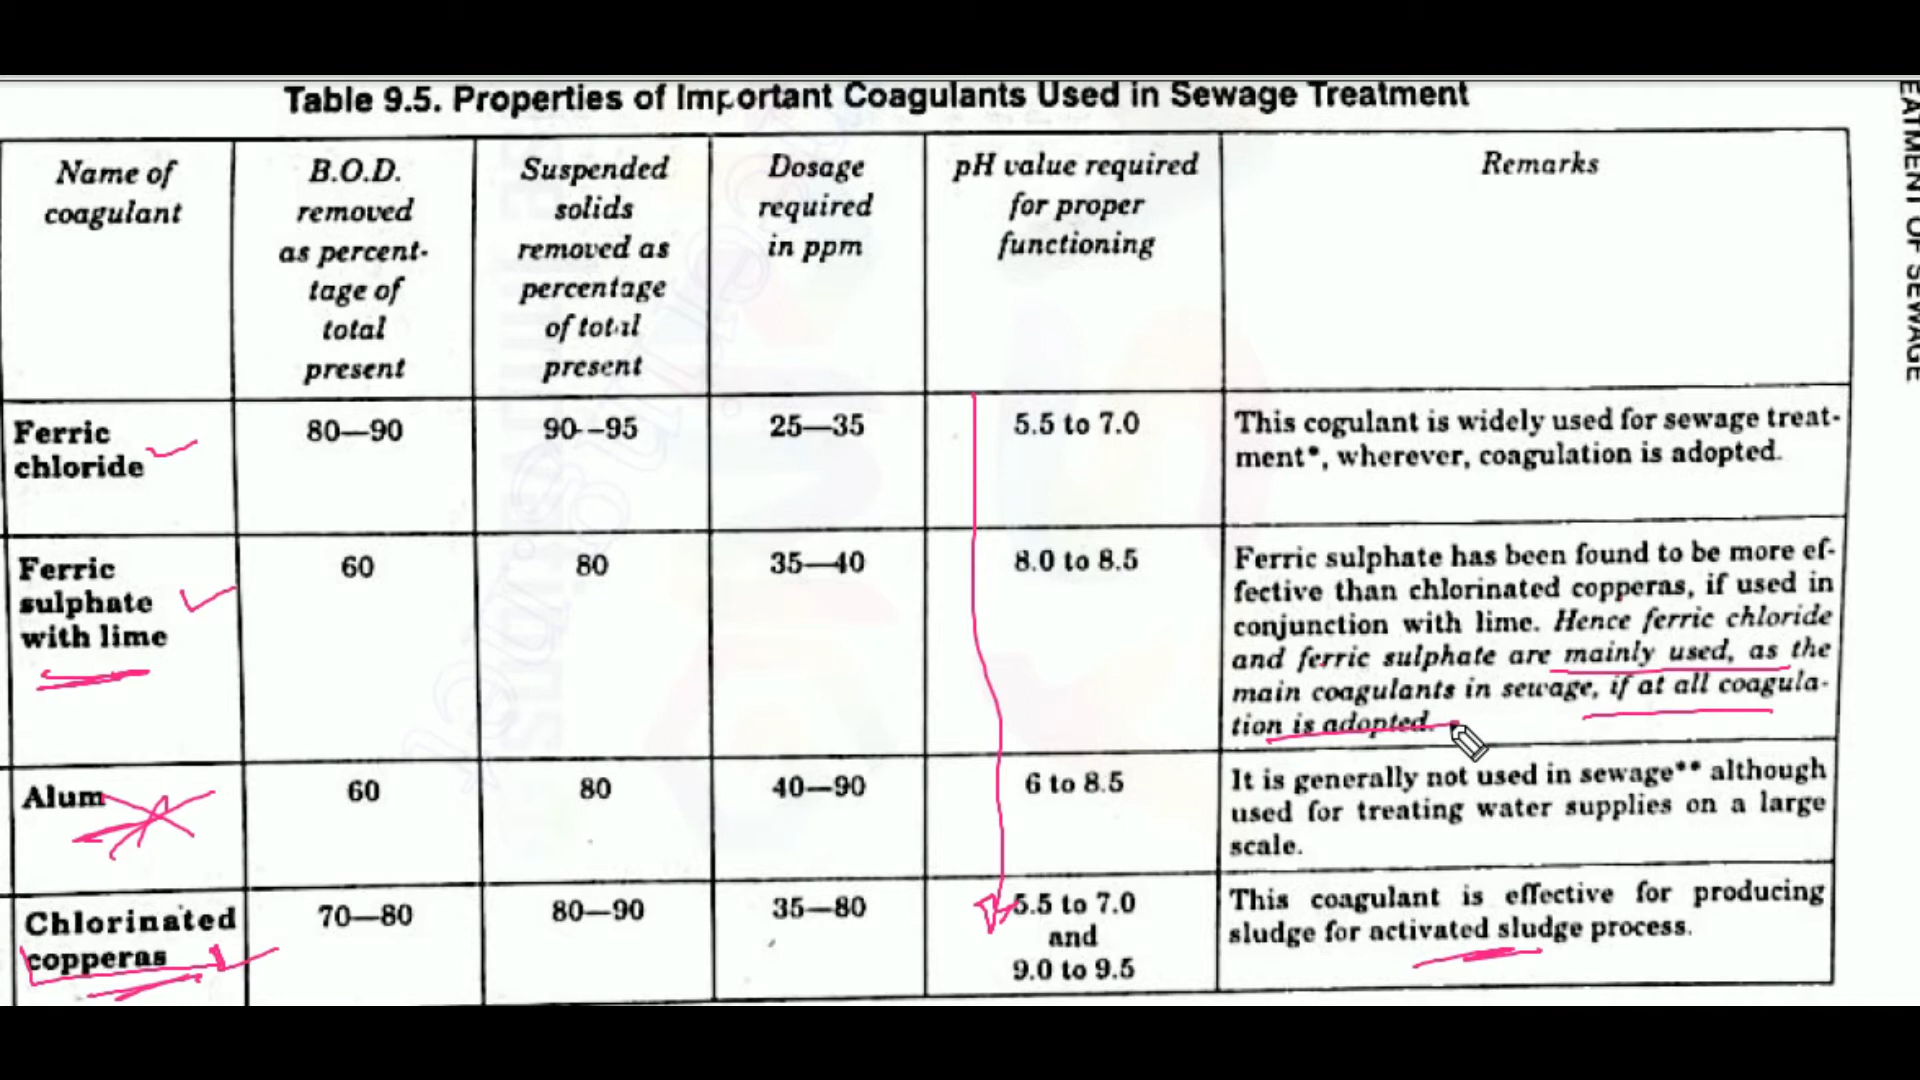 Table 9.5. Properties of Important Coagulants Used in Sewage Treatment
Name of
coagulant
B.O.D.
removed
as percent-
tage of
total
present
Suspended
solids
removed as
percentage
of total
present
Dosage
required
in ppm
pH value required
for proper
functioning
Remarks
Ferric
chloride
80—90
90--95
25—35
5.5 to 7.0
This cogulant is widely used for sewage treat-
ment*, wherever, coagulation is adopted.
Ferric
sulphate
with lime
60
80
35—40
8.0 to 8.5
Ferric sulphate has been found to be more ef-
fective than chlorinated copperas, if used in
conjunction with lime. Hence ferric chloride
and ferric sulphate are mainly used, as the
main coagulants in sewage, if at all coagula-
tion is adopted.
Alum
60
80
40—90
6 to 8.5
It is generally not used in sewage** although
used for treating water supplies on a large
scale.
Chlorinated
copperas
70—80
80—90
35—80
5.5 to 7.0
and
9.0 to 9.5
This coagulant is effective for producing
sludge for activated sludge process.
EATMENT OF SEWAGE